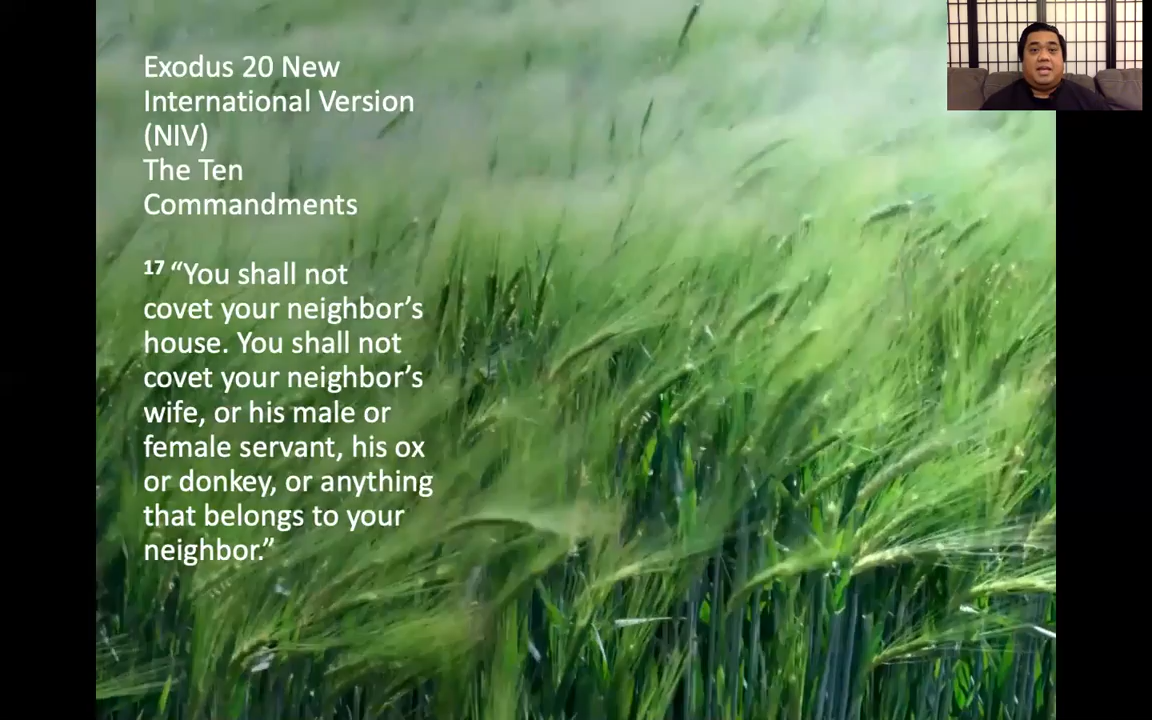 Exodus 20 New
International Version
(NIV)
The Ten
Commandments
17 “You shall not
covet your neighbor’s
house. You shall not
covet your neighbor’s
wife, or his male or
female servant, his ox
or donkey, or anything
that belongs to your
neighbor.”